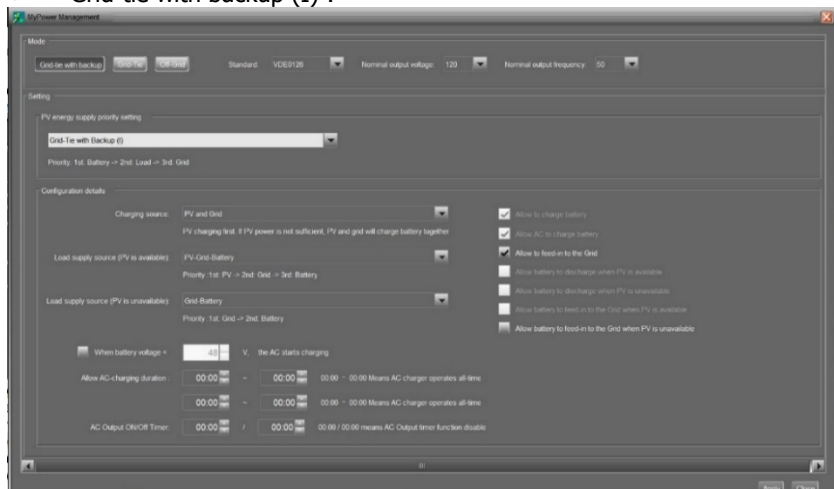 Grid-tie with backup (I) :
MyPower Management
Mode
Grid-tie with backup Grid-Tie Off-Grid Standard: VDE0126 Nominal output voltage: 120 Nominal output frequency: 50
Setting
PV energy supply priority setting
Grid-Tie with Backup (I)
Priority: 1st: Battery -> 2nd: Load -> 3rd: Grid
Configuration details
Charging source: PV and Grid
PV charging first. If PV power is not sufficient, PV and grid will charge battery together
Load supply source (PV is available): PV-Grid-Battery
Priority :1st: PV -> 2nd: Grid -> 3rd: Battery
Load supply source (PV is unavailable): Grid-Battery
Priority :1st: Grid -> 2nd: Battery
Allow to charge battery
Allow AC to charge battery
Allow to feed-in to the Grid
Allow battery to discharge when PV is available
Allow battery to discharge when PV is unavailable
Allow battery to feed-in to the Grid when PV is available
Allow battery to feed-in to the Grid when PV is unavailable
When battery voltage < 48 V, the AC starts charging
Allow AC-charging duration : 00:00 ~ 00:00 00:00 ~ 00:00 Means AC charger operates all-time
00:00 ~ 00:00 00:00 ~ 00:00 Means AC charger operates all-time
AC Output ON/Off Timer: 00:00 / 00:00 00:00 / 00:00 means AC Output timer function disable
Apply Close